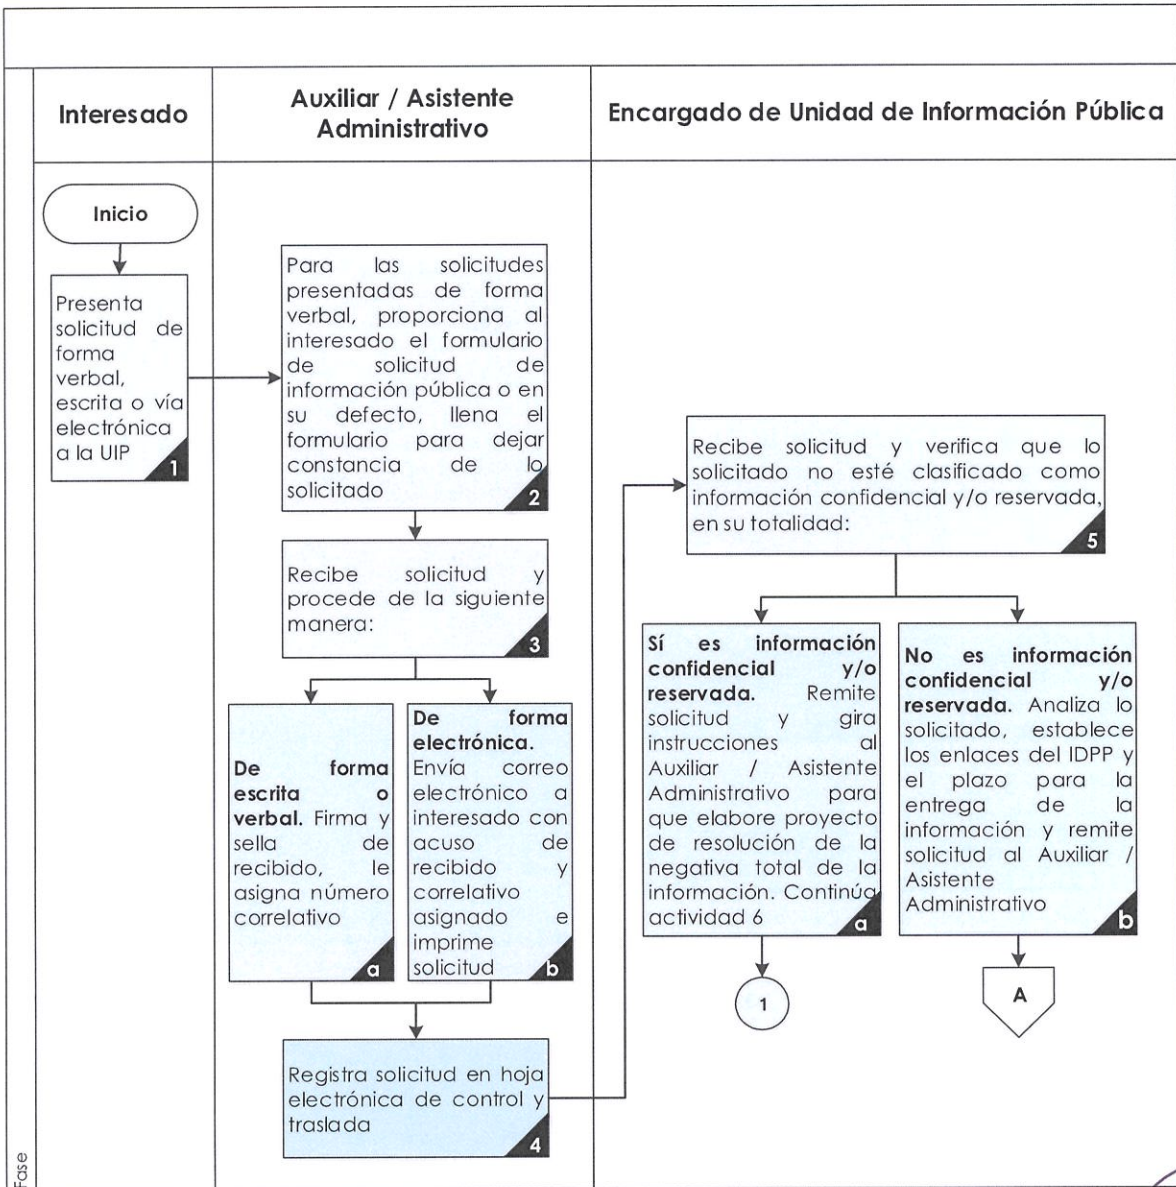 Interesado
Auxiliar / Asistente
Administrativo
Encargado de Unidad de Información Pública
Inicio
Presenta
solicitud de
forma
verbal,
escrita o vía
electrónica
a la UIP
1
Para las solicitudes
presentadas de forma
verbal, proporciona al
interesado el formulario
de solicitud de
información pública o en
su defecto, llena el
formulario para dejar
constancia de lo
solicitado
2
Recibe solicitud y
procede de la siguiente
manera:
3
De forma
escrita o
verbal. Firma y
sella de
recibido, le
asigna número
correlativo
a
De forma
electrónica.
Envía correo
electrónico a
interesado con
acuso de
recibido y
correlativo
asignado e
imprime
solicitud
b
Registra solicitud en hoja
electrónica de control y
traslada
4
Recibe solicitud y verifica que lo
solicitado no esté clasificado como
información confidencial y/o reservada,
en su totalidad:
5
Sí es información
confidencial y/o
reservada. Remite
solicitud y gira
instrucciones al
Auxiliar / Asistente
Administrativo para
que elabore proyecto
de resolución de la
negativa total de la
información. Continúa
actividad 6
a
1
No es información
confidencial y/o
reservada. Analiza lo
solicitado, establece
los enlaces del IDPP y
el plazo para la
entrega de la
información y remite
solicitud al Auxiliar /
Asistente
Administrativo
b
A
Fase